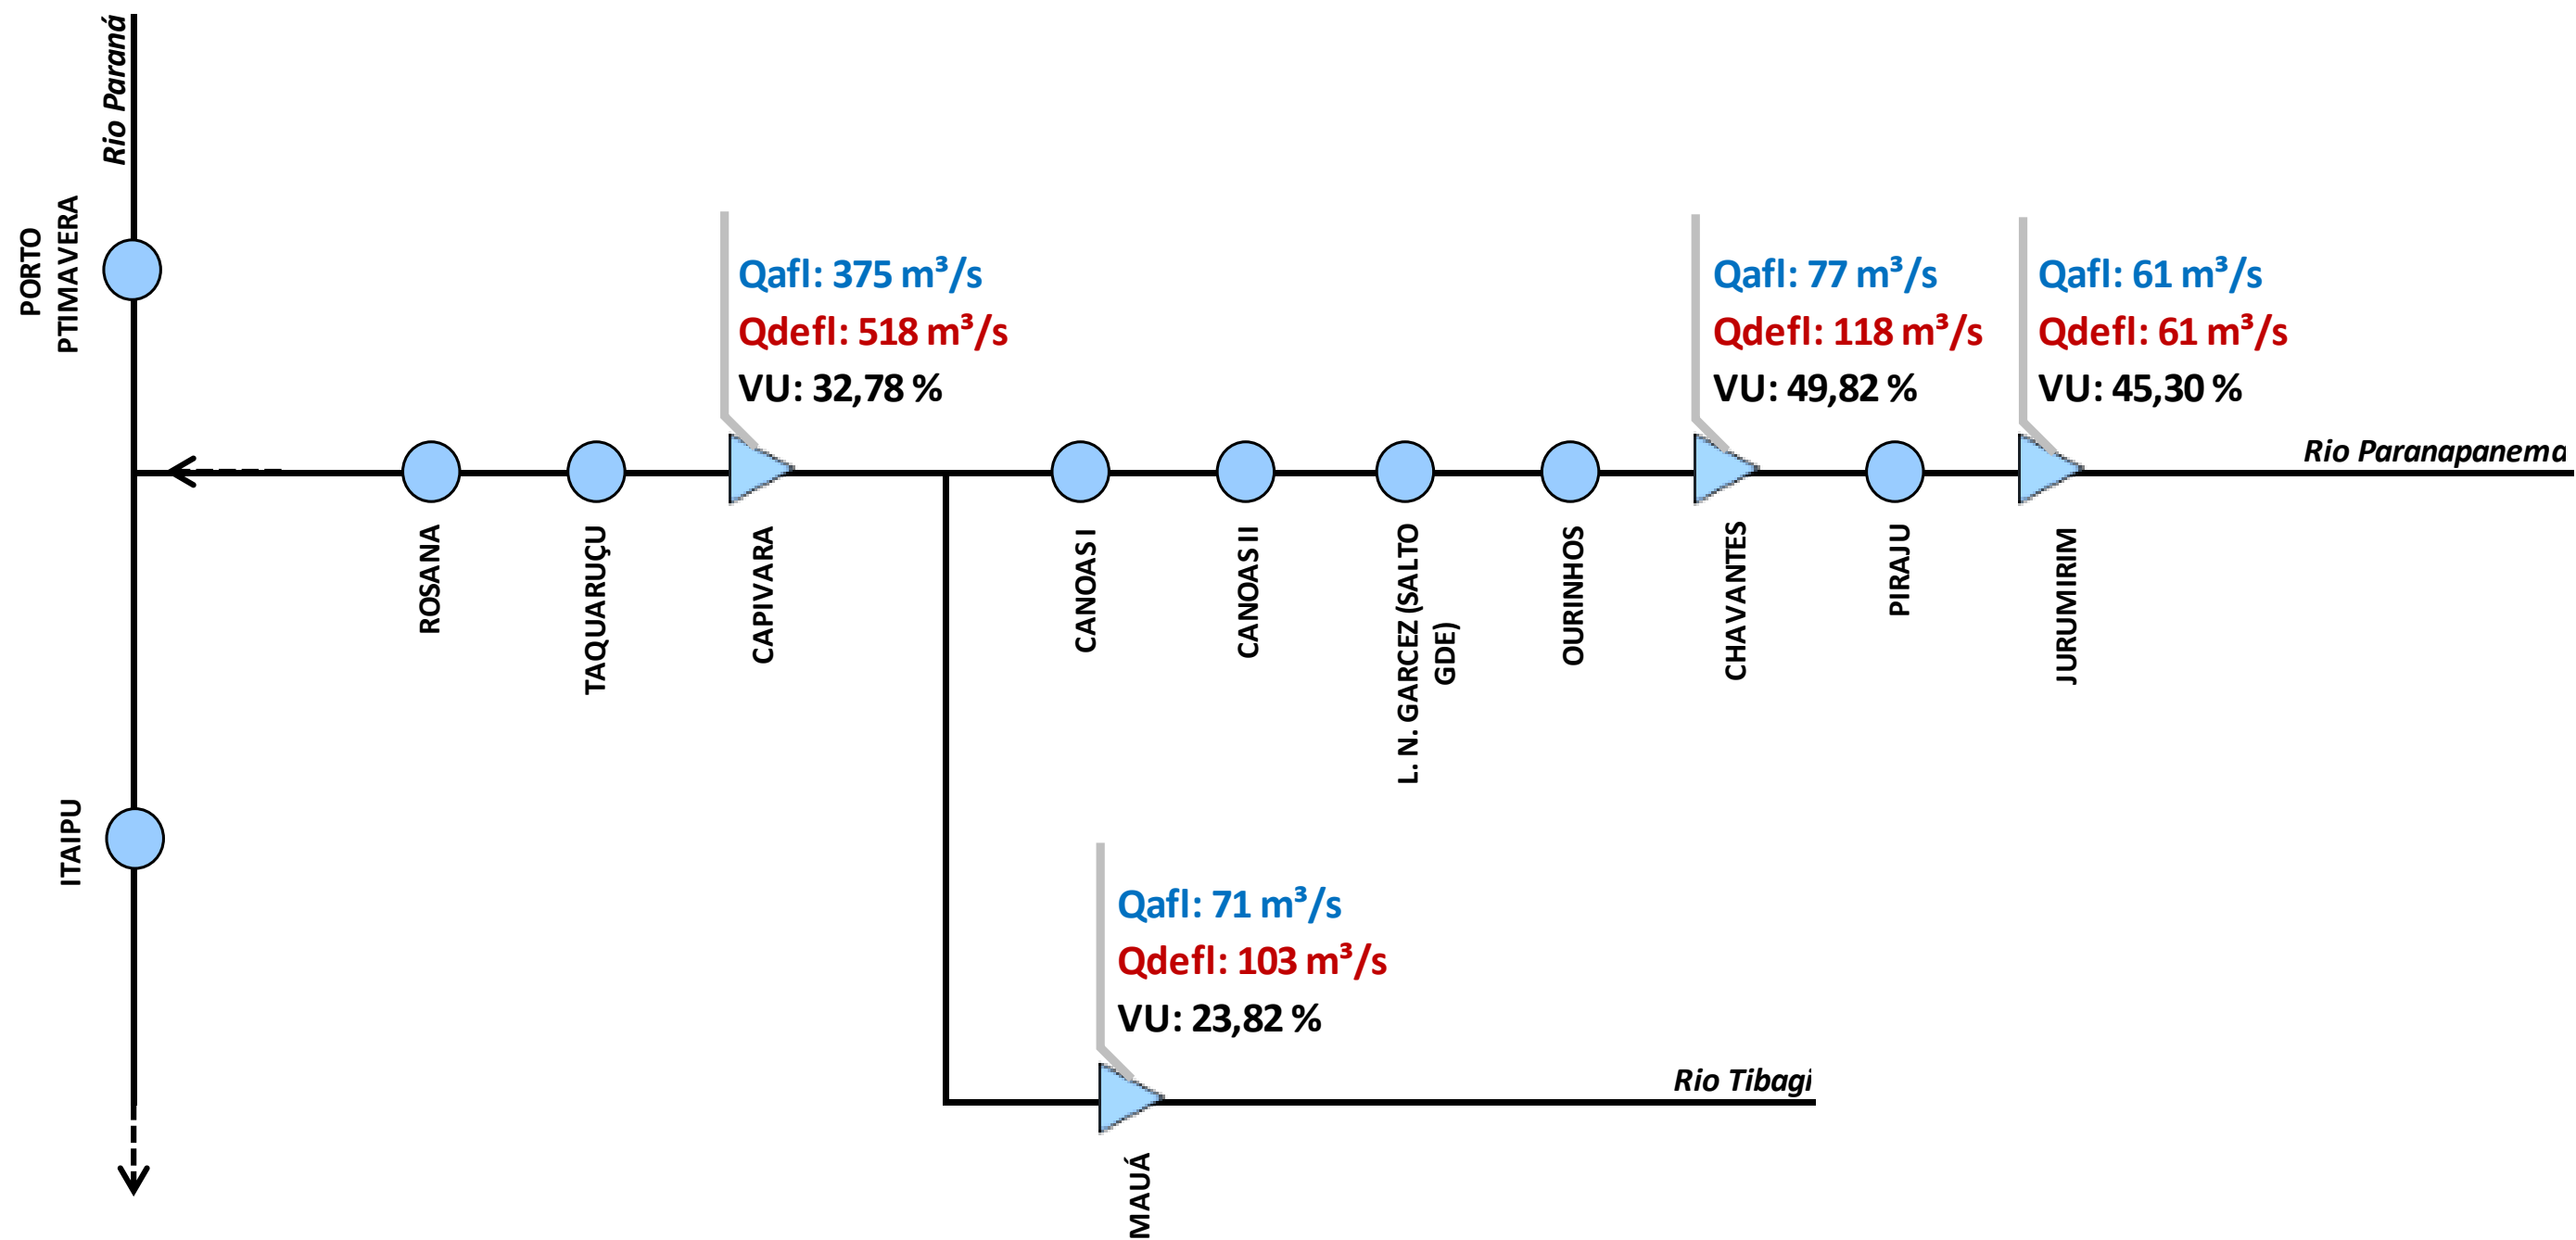 Rio Paraná
PORTO
PTIMAVERA
Qafl: 375 m³/s
Qdefl: 518 m³/s
VU: 32,78 %
Qafl: 77 m³/s
Qdefl: 118 m³/s
VU: 49,82 %
Qafl: 61 m³/s
Qdefl: 61 m³/s
VU: 45,30 %
Rio Paranapanema
ROSANA
TAQUARUÇU
CAPIVARA
CANOAS I
CANOAS II
L. N. GARCEZ (SALTO
GDE)
OURINHOS
CHAVANTES
PIRAJU
JURUMIRIM
ITAIPU
Qafl: 71 m³/s
Qdefl: 103 m³/s
VU: 23,82 %
Rio Tibagi
MAUÁ